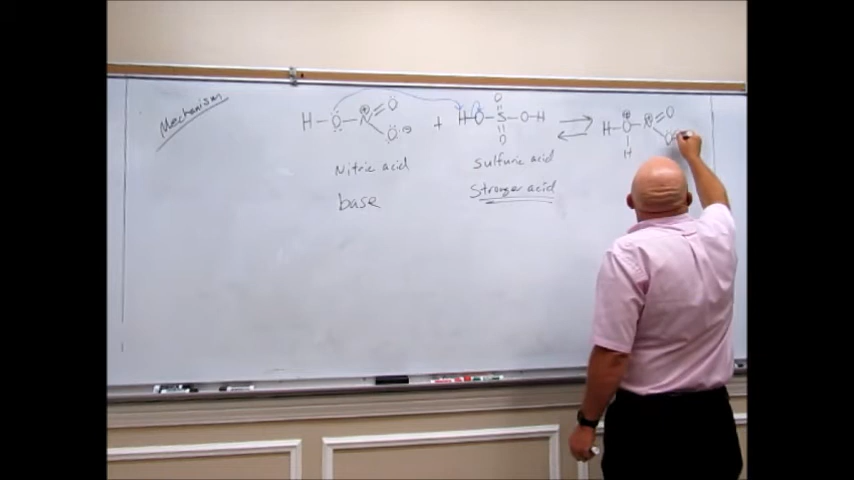 Mechanism
H-Ö-N⊕=O + H-O-S-O-H ⇌ H-O⊕-N⊕=O
O⊖ O O H O
Nitric acid Sulfuric acid
base Stronger acid